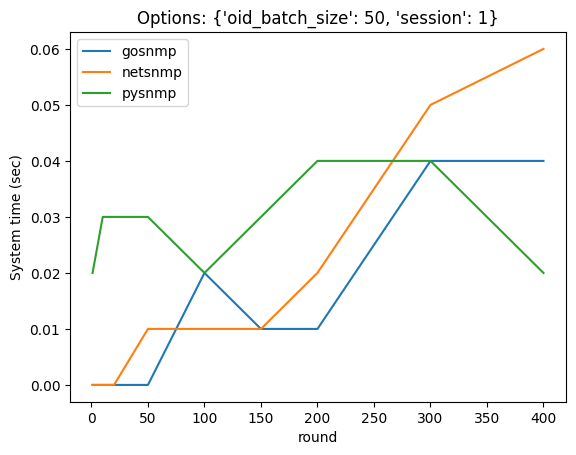 Options: {'oid_batch_size': 50, 'session': 1}
gosnmp
netsnmp
pysnmp
System time (sec)
0.06
0.05
0.04
0.03
0.02
0.01
0.00
0 50 100 150 200 250 300 350 400
round